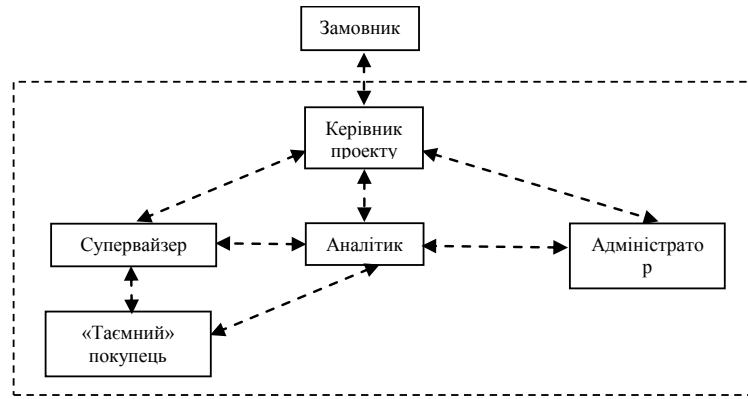 Замовник
Керівник
проекту
Супервайзер
Аналітик
Адміністрато
р
«Таємний»
покупець